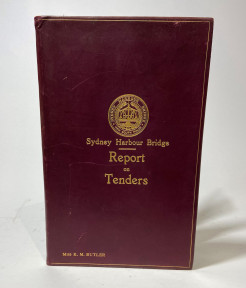 Sydney Harbour Bridge
Report
on
Tenders
MISS K. M. BUTLER